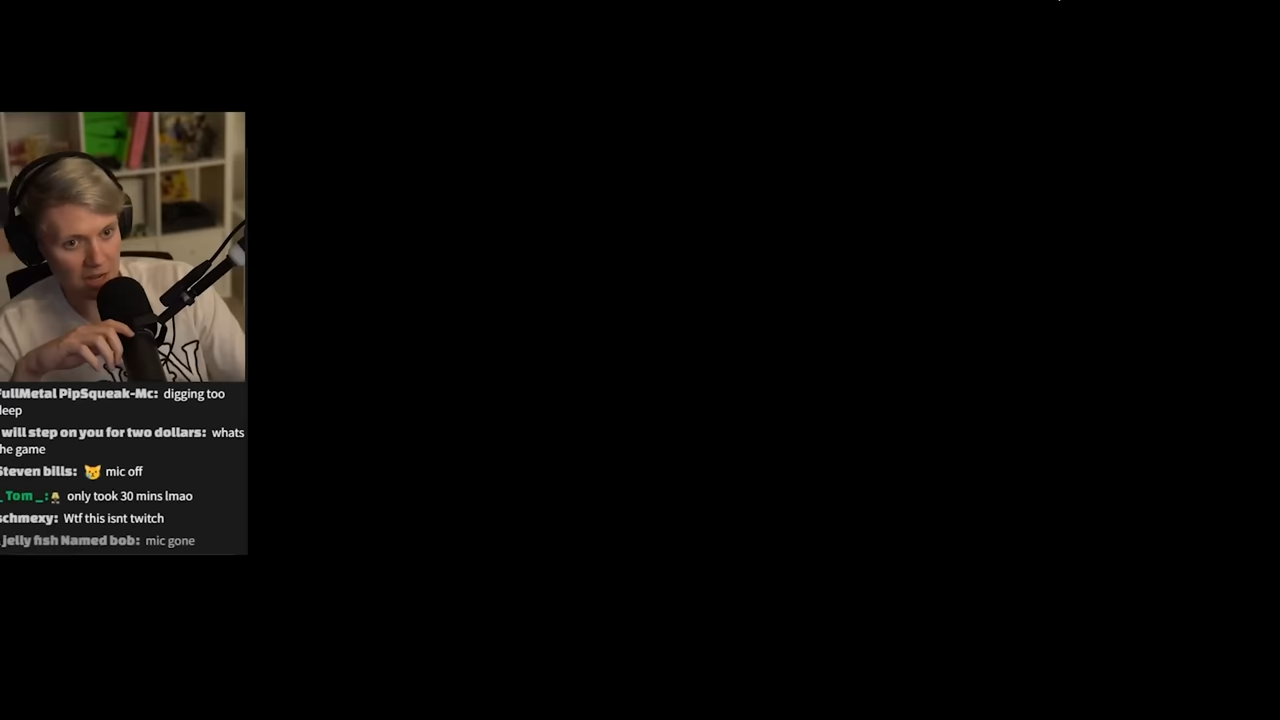 FullMetal PipSqueak-Mc: digging too
deep
will step on you for two dollars: whats
the game
Steven bills: 😿 mic off
_ Tom _: only took 30 mins lmao
schmexy: Wtf this isnt twitch
jelly fish Named bob: mic gone